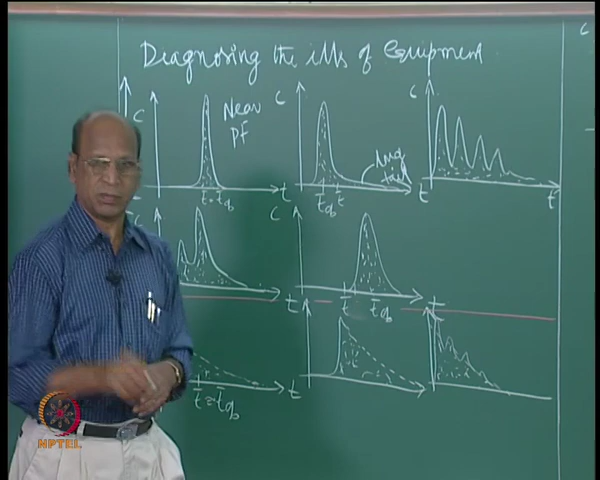 Diagnosing the ills of Equipment
C
Near
pf
t = t̄q
t
C
long
tail
t̄q t̄
t
C
t
C
t
C
t̄ t̄q
t
t̄ ≈ t̄q
t
NPTEL